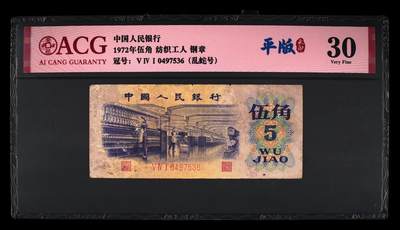 ACG
AI CANG GUARANTY
中国人民银行
1972年伍角 纺织工人 钢章
冠号：V IV I 0497536（乱蛇号）
平版
30
Very Fine
中國人民銀行
伍角
5
WU
JIAO
V IV I 0497536